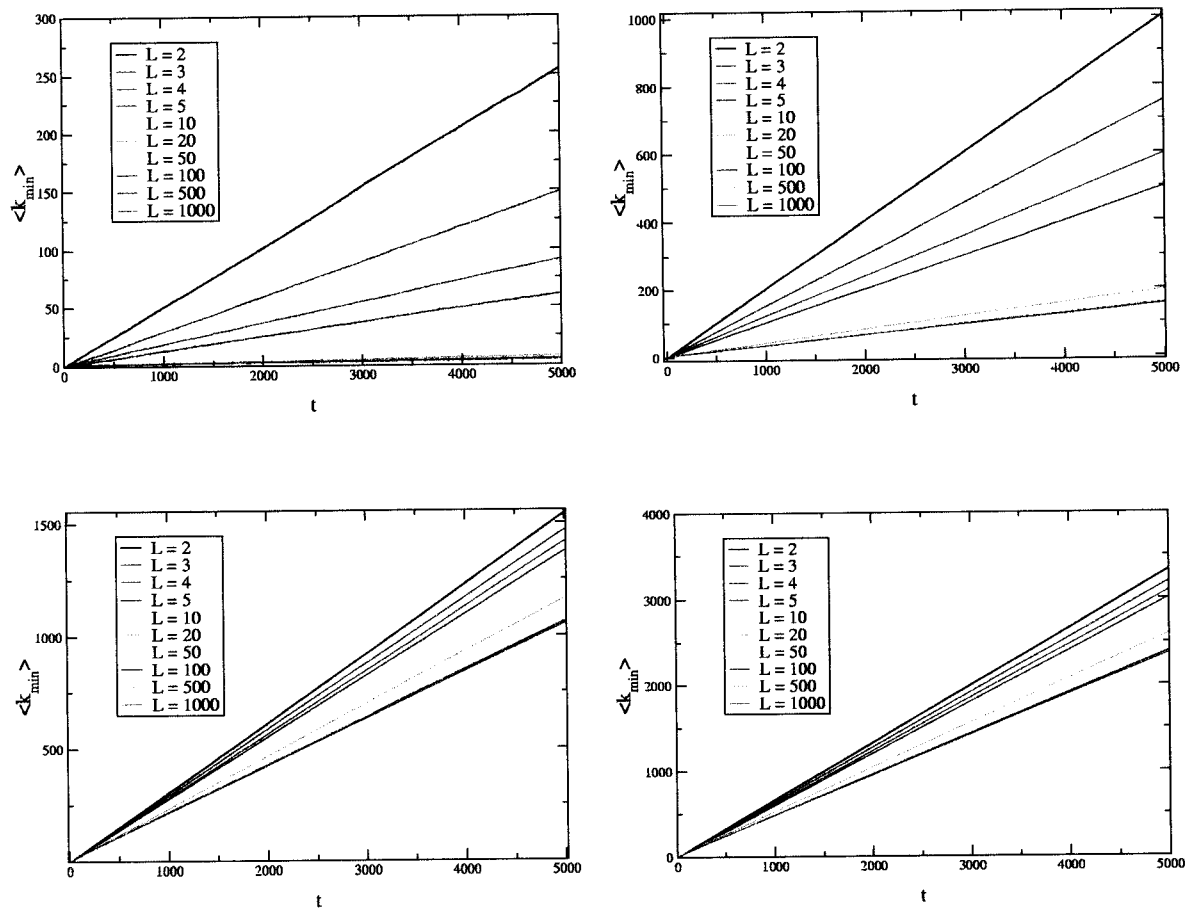 300
250
200
150
100
50
0
<k_min>
0
1000
2000
3000
4000
5000
t
L = 2
L = 3
L = 4
L = 5
L = 10
L = 20
L = 50
L = 100
L = 500
L = 1000
1000
800
600
400
200
0
<k_min>
0
1000
2000
3000
4000
5000
t
L = 2
L = 3
L = 4
L = 5
L = 10
L = 20
L = 50
L = 100
L = 500
L = 1000
1500
1000
500
<k_min>
0
1000
2000
3000
4000
5000
t
L = 2
L = 3
L = 4
L = 5
L = 10
L = 20
L = 50
L = 100
L = 500
L = 1000
4000
3000
2000
1000
0
<k_min>
0
1000
2000
3000
4000
5000
t
L = 2
L = 3
L = 4
L = 5
L = 10
L = 20
L = 50
L = 100
L = 500
L = 1000